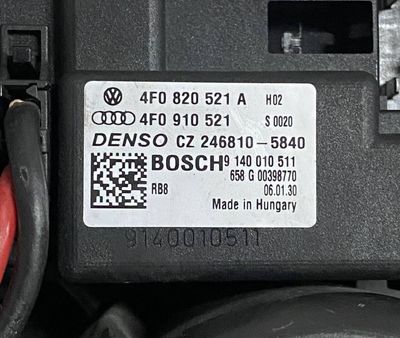 4F0 820 521 A H02
4F0 910 521 S 0020
DENSO CZ 246810-5840
BOSCH 9 140 010 511
658 G 00398770
RB8 06.01.30
Made in Hungary
9140010511